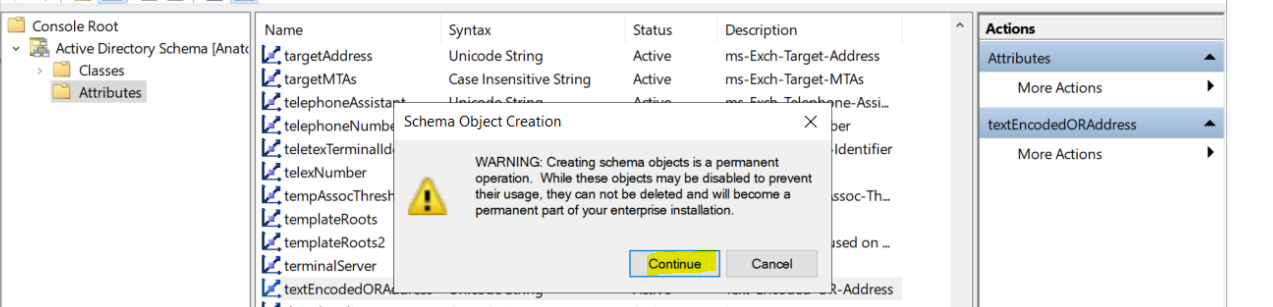 Console Root
Active Directory Schema [Anato
Classes
Attributes
Name Syntax Status Description
targetAddress Unicode String Active ms-Exch-Target-Address
targetMTAs Case Insensitive String Active ms-Exch-Target-MTAs
telephoneAssistant Unicode String Active ms-Exch-Telephone-Assi...
telephoneNumbe ber
teletexTerminalIde -Identifier
telexNumber
tempAssocThresh Assoc-Th...
templateRoots
templateRoots2 used on ...
terminalServer
textEncodedORAddress Unicode String Active Text-Encoded-OR-Address
Schema Object Creation
WARNING: Creating schema objects is a permanent
operation. While these objects may be disabled to prevent
their usage, they can not be deleted and will become a
permanent part of your enterprise installation.
Continue Cancel
Actions
Attributes
More Actions
textEncodedORAddress
More Actions